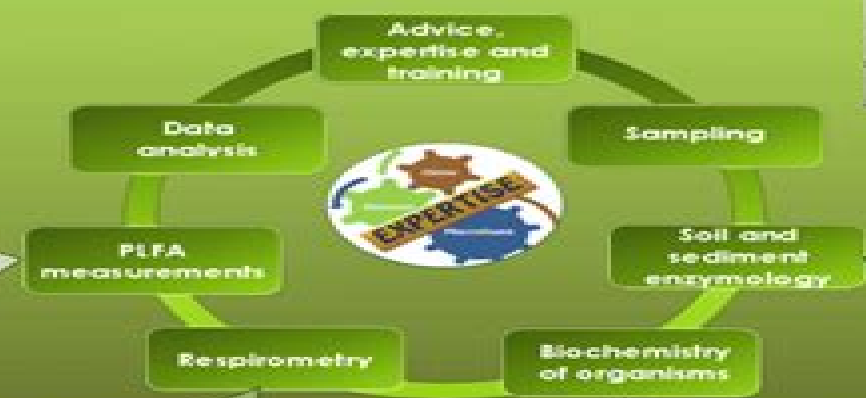 Advice,
expertise and
training
Sampling
Soil and
sediment
enzymology
Biochemistry
of organisms
Respirometry
PLFA
measurements
Data
analysis
EXPERTISE